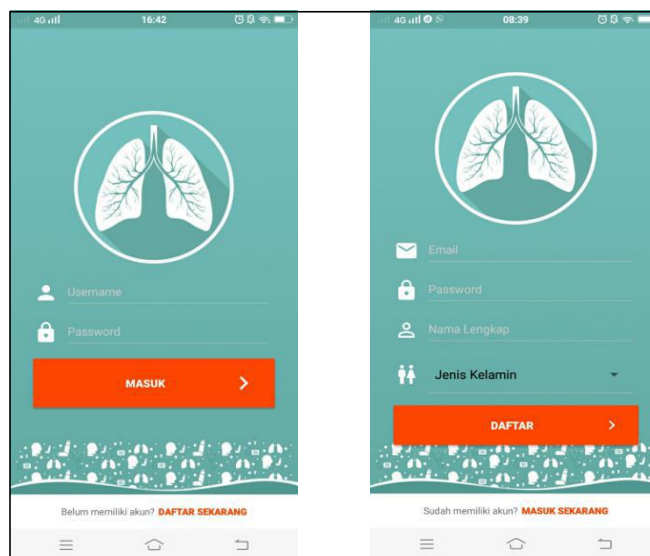 4G
16:42
Username
Password
MASUK
Belum memiliki akun? DAFTAR SEKARANG
4G
08:39
Email
Password
Nama Lengkap
Jenis Kelamin
DAFTAR
Sudah memiliki akun? MASUK SEKARANG